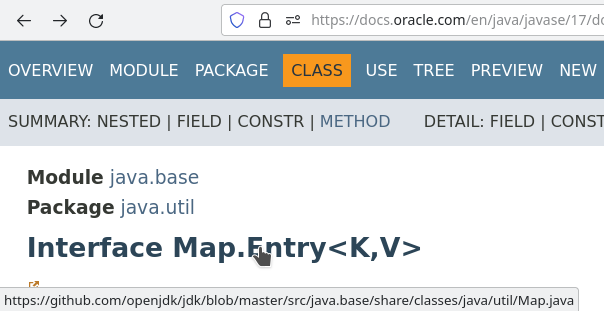 https://docs.oracle.com/en/java/javase/17/do
OVERVIEW MODULE PACKAGE CLASS USE TREE PREVIEW NEW
SUMMARY: NESTED | FIELD | CONSTR | METHOD DETAIL: FIELD | CONST
Module java.base
Package java.util
Interface Map.Entry<K,V>
https://github.com/openjdk/jdk/blob/master/src/java.base/share/classes/java/util/Map.java